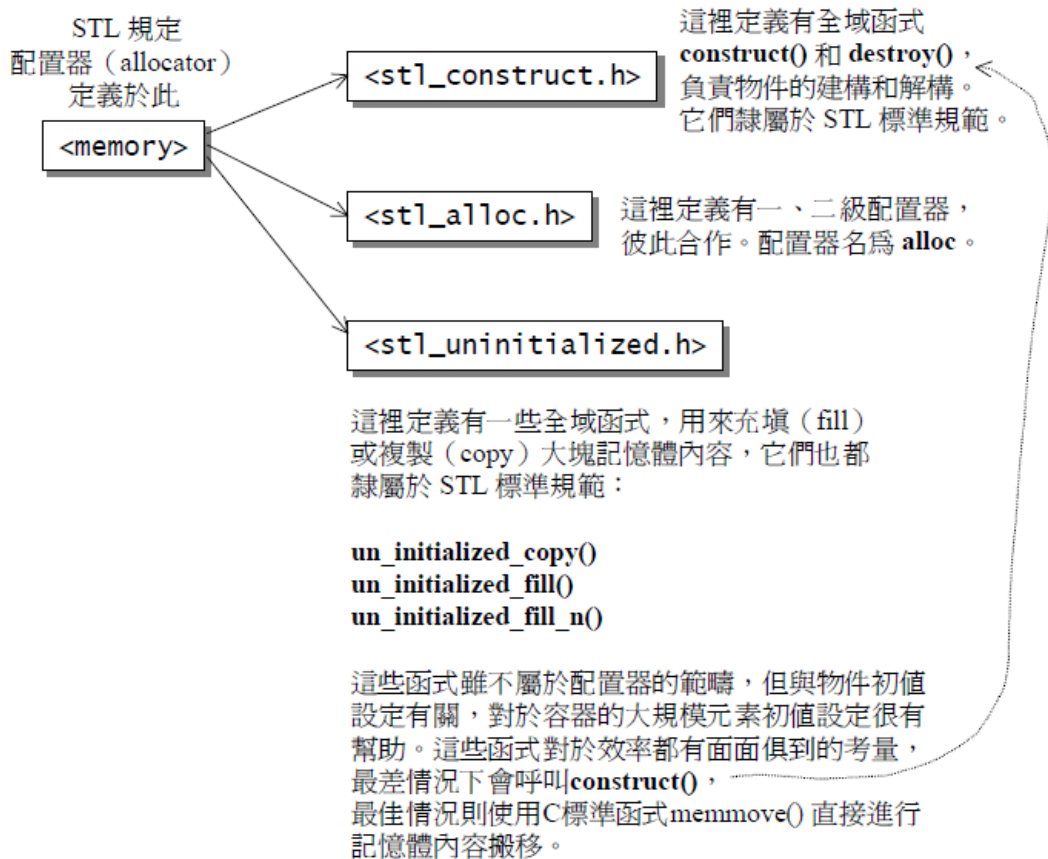 STL 規定
配置器（allocator）
定義於此
<memory>
<stl_construct.h>
這裡定義有全域函式
construct() 和 destroy()，
負責物件的建構和解構。
它們隸屬於 STL 標準規範。
<stl_alloc.h>
這裡定義有一、二級配置器，
彼此合作。配置器名為 alloc。
<stl_uninitialized.h>
這裡定義有一些全域函式，用來充填（fill）
或複製（copy）大塊記憶體內容，它們也都
隸屬於 STL 標準規範：
un_initialized_copy()
un_initialized_fill()
un_initialized_fill_n()
這些函式雖不屬於配置器的範疇，但與物件初值
設定有關，對於容器的大規模元素初值設定很有
幫助。這些函式對於效率都有面面俱到的考量，
最差情況下會呼叫construct()，
最佳情況則使用C標準函式memmove() 直接進行
記憶體內容搬移。